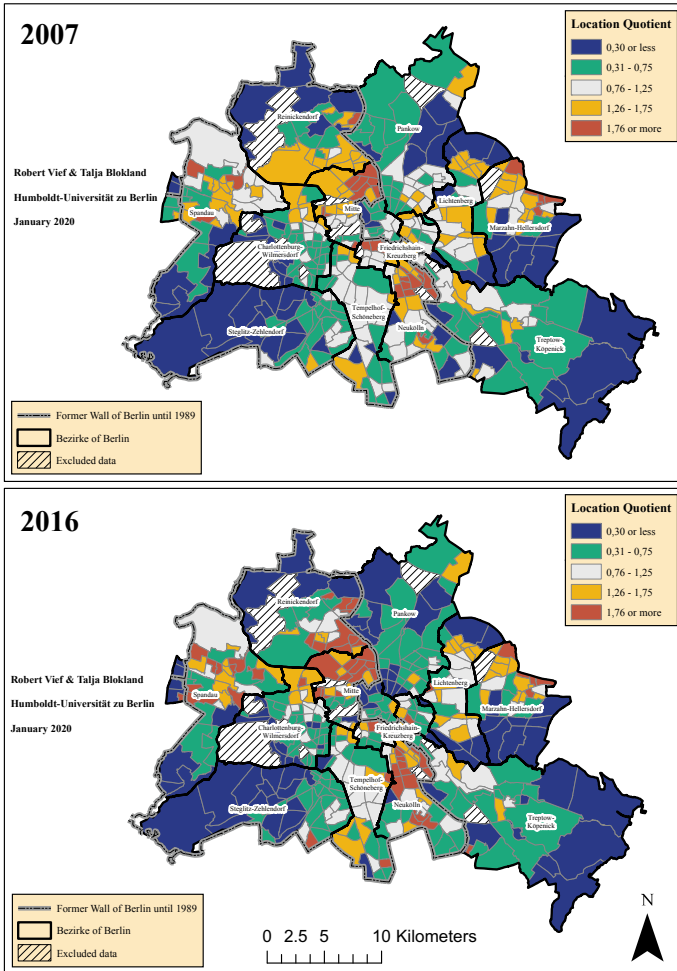 2007
Location Quotient
0,30 or less
0,31 - 0,75
0,76 - 1,25
1,26 - 1,75
1,76 or more
Robert Vief & Talja Blokland
Humboldt-Universität zu Berlin
January 2020
Reinickendorf
Pankow
Spandau
Mitte
Lichtenberg
Marzahn-Hellersdorf
Charlottenburg-
Wilmersdorf
Friedrichshain-
Kreuzberg
Tempelhof-
Schöneberg
Steglitz-Zehlendorf
Neukölln
Treptow-
Köpenick
Former Wall of Berlin until 1989
Bezirke of Berlin
Excluded data
2016
Location Quotient
0,30 or less
0,31 - 0,75
0,76 - 1,25
1,26 - 1,75
1,76 or more
Robert Vief & Talja Blokland
Humboldt-Universität zu Berlin
January 2020
Reinickendorf
Pankow
Spandau
Mitte
Lichtenberg
Marzahn-Hellersdorf
Charlottenburg-
Wilmersdorf
Friedrichshain-
Kreuzberg
Tempelhof-
Schöneberg
Steglitz-Zehlendorf
Neukölln
Treptow-
Köpenick
Former Wall of Berlin until 1989
Bezirke of Berlin
Excluded data
0 2.5 5 10 Kilometers
N